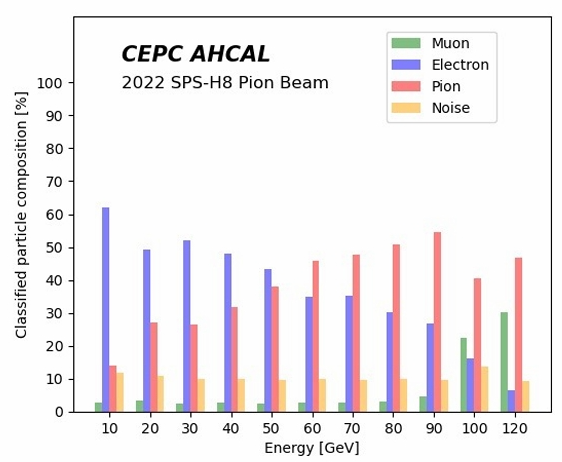 CEPC AHCAL
2022 SPS-H8 Pion Beam
Muon
Electron
Pion
Noise
Classified particle composition [%]
100
90
80
70
60
50
40
30
20
10
0
10 20 30 40 50 60 70 80 90 100 120
Energy [GeV]